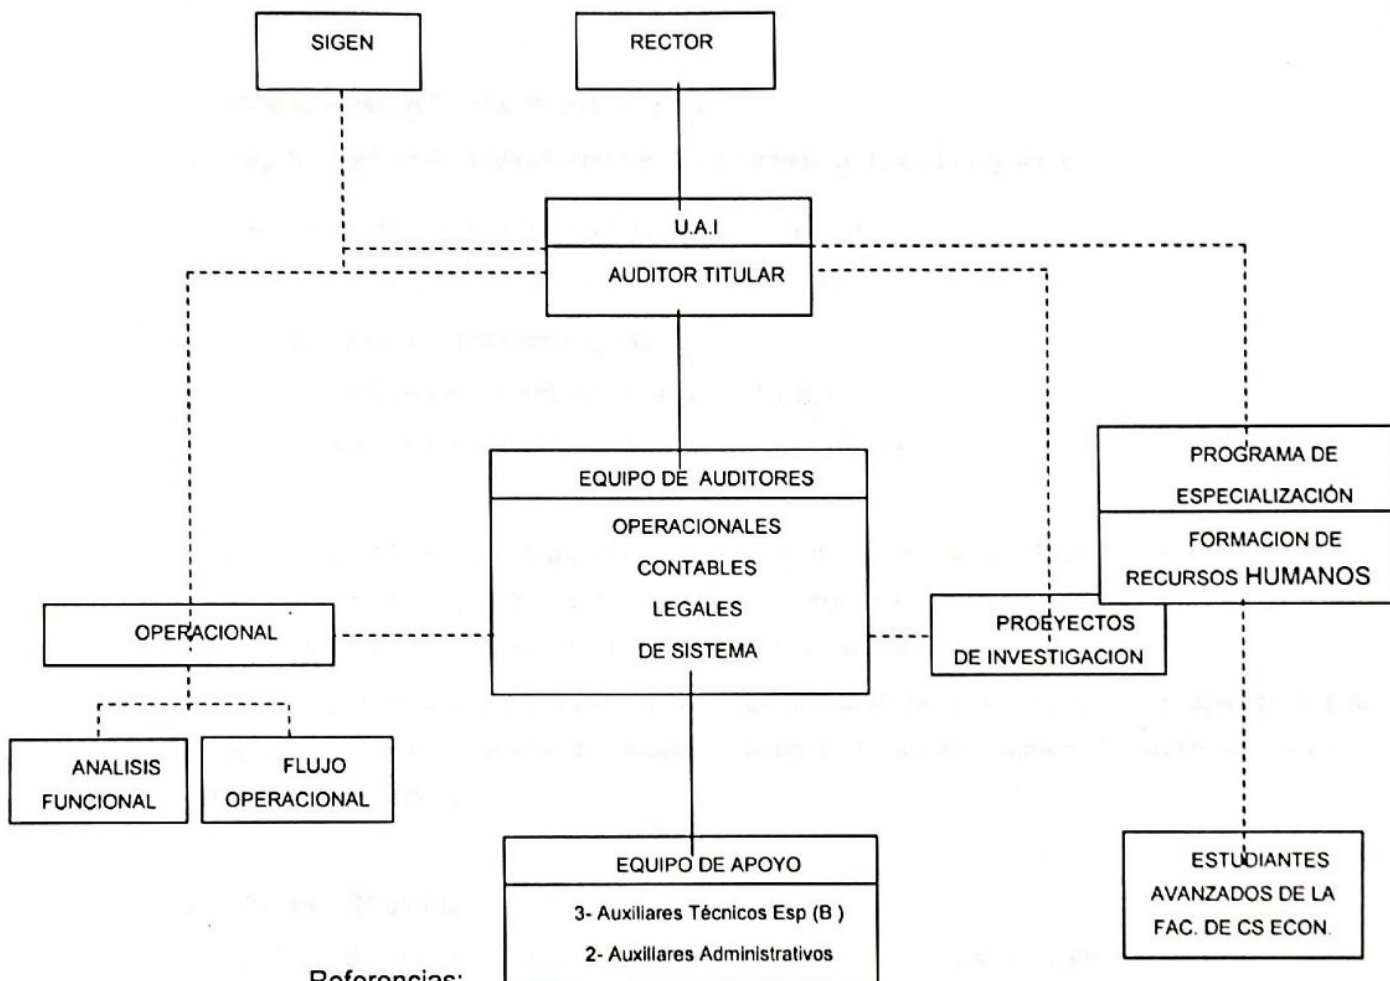 SIGEN
RECTOR
U.A.I
AUDITOR TITULAR
EQUIPO DE AUDITORES
OPERACIONALES
CONTABLES
LEGALES
DE SISTEMA
PROGRAMA DE
ESPECIALIZACIÓN
FORMACION DE
RECURSOS HUMANOS
OPERACIONAL
PROEYECTOS
DE INVESTIGACION
ANALISIS
FUNCIONAL
FLUJO
OPERACIONAL
EQUIPO DE APOYO
3- Auxiliares Técnicos Esp (B )
2- Auxiliares Administrativos
ESTUDIANTES
AVANZADOS DE LA
FAC. DE CS ECON.
Referencias: